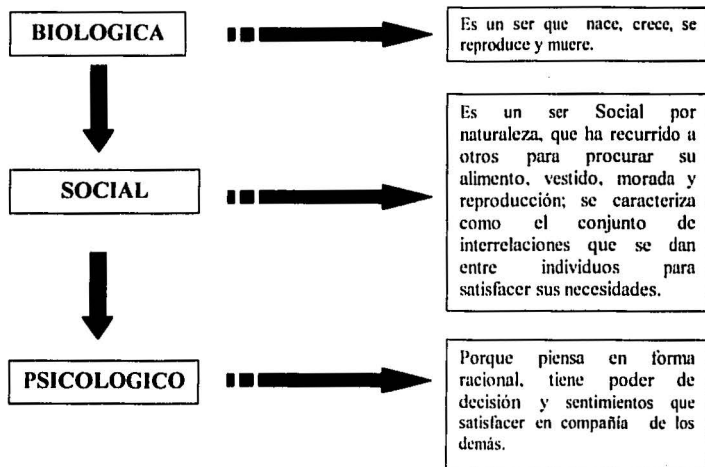 BIOLOGICA
Es un ser que nace, crece, se
reproduce y muere.
SOCIAL
Es un ser Social por
naturaleza, que ha recurrido a
otros para procurar su
alimento, vestido, morada y
reproducción; se caracteriza
como el conjunto de
interrelaciones que se dan
entre individuos para
satisfacer sus necesidades.
PSICOLOGICO
Porque piensa en forma
racional, tiene poder de
decisión y sentimientos que
satisfacer en compañía de los
demás.